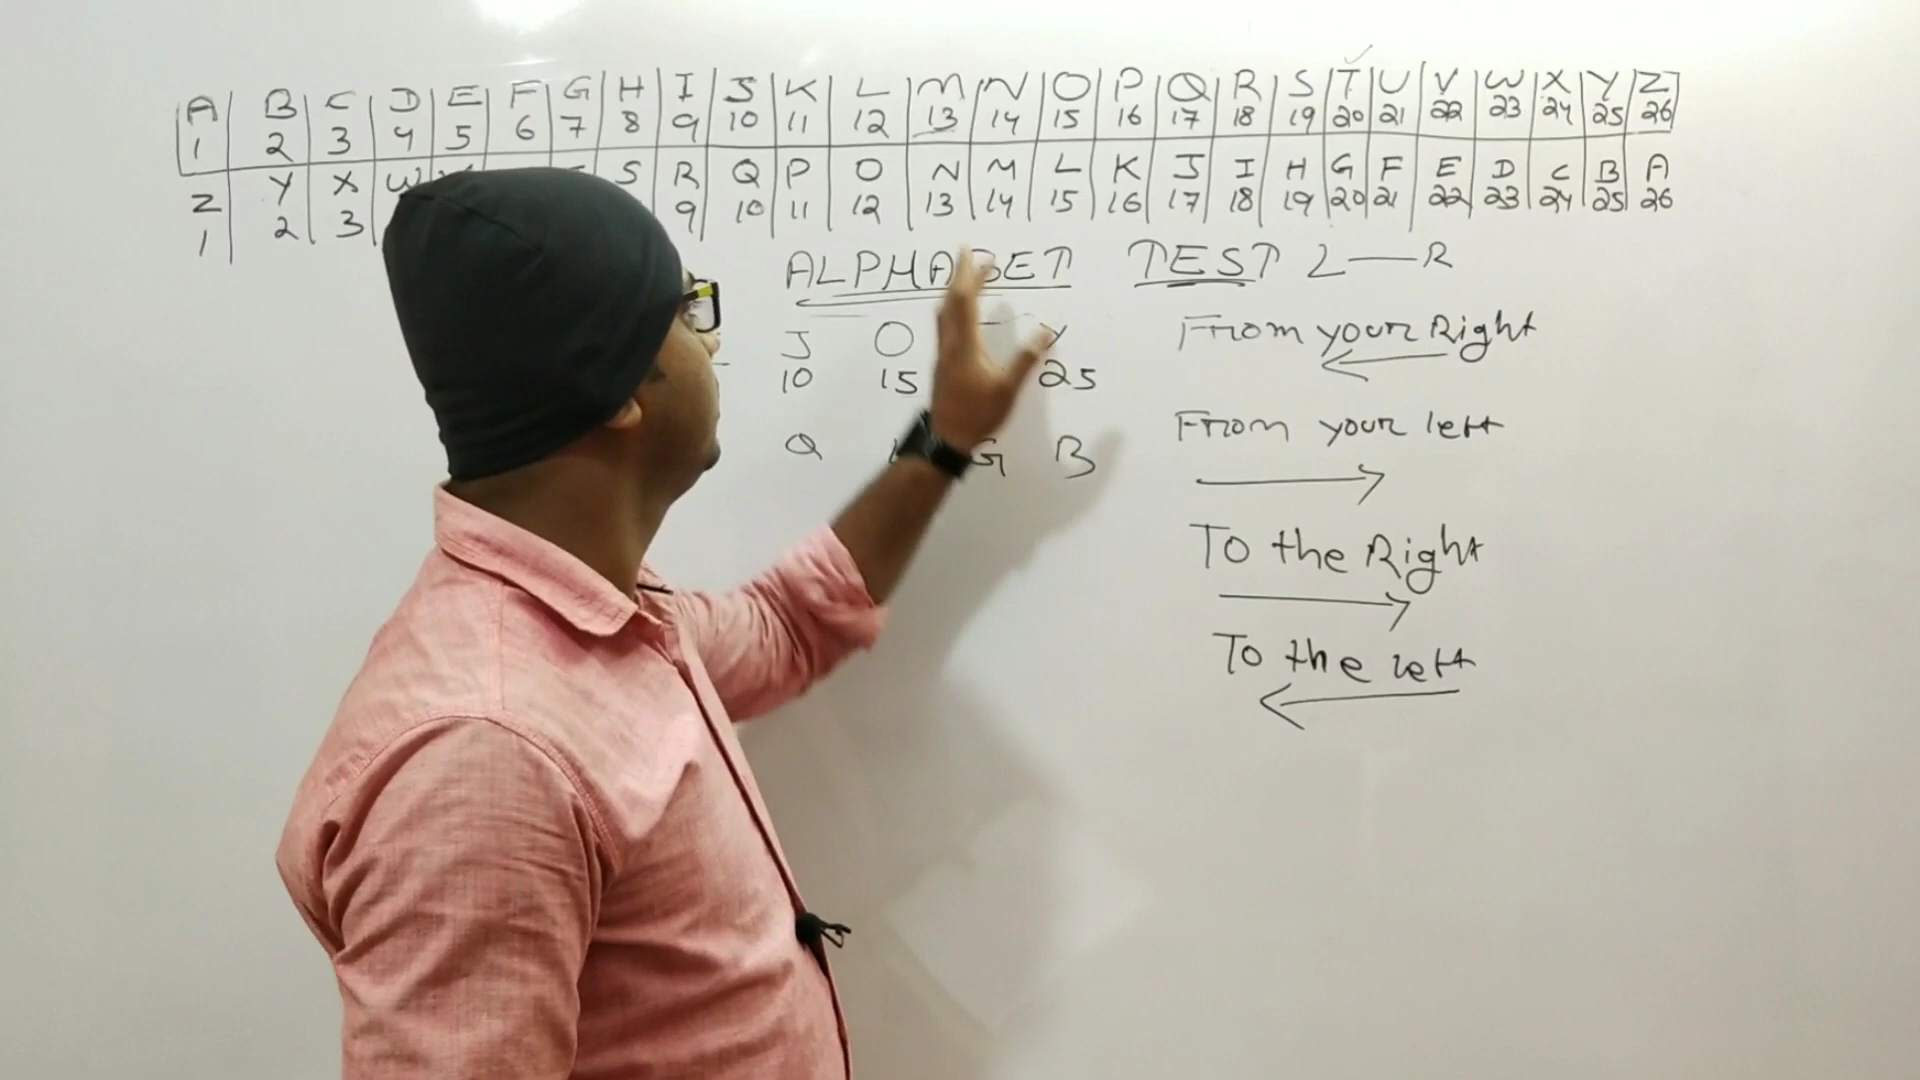 A B C D E F G H I J K L M N O P Q R S T U V W X Y Z
1 2 3 4 5 6 7 8 9 10 11 12 13 14 15 16 17 18 19 20 21 22 23 24 25 26
Z Y X W S R Q P O N M L K J I H G F E D C B A
1 2 3 9 10 11 12 13 14 15 16 17 18 19 20 21 22 23 24 25 26
ALPHABET TEST L—R
J O Y
10 15 25
Q G B
From your Right
From your left
To the Right
To the left